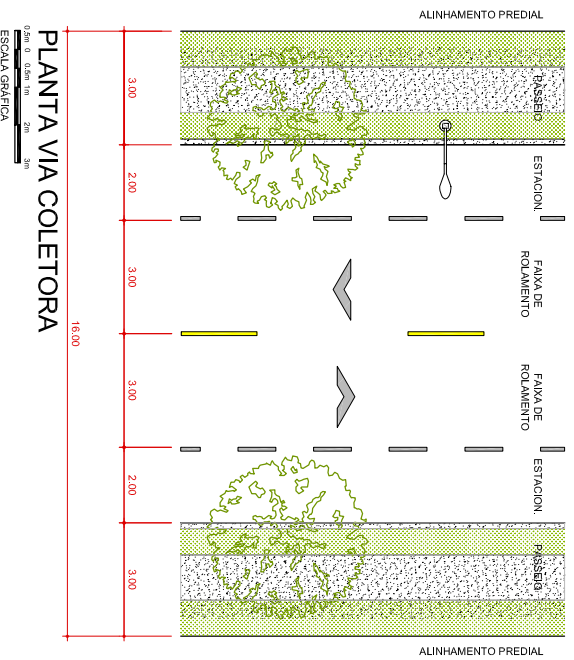 ALINHAMENTO PREDIAL
PASSEIO
ESTACION.
FAIXA DE
ROLAMENTO
FAIXA DE
ROLAMENTO
ESTACION.
PASSEIO
ALINHAMENTO PREDIAL
3.00
2.00
3.00
3.00
2.00
3.00
16.00
PLANTA VIA COLETORA
0,5m 0 0,5m 1m 2m 3m
ESCALA GRÁFICA